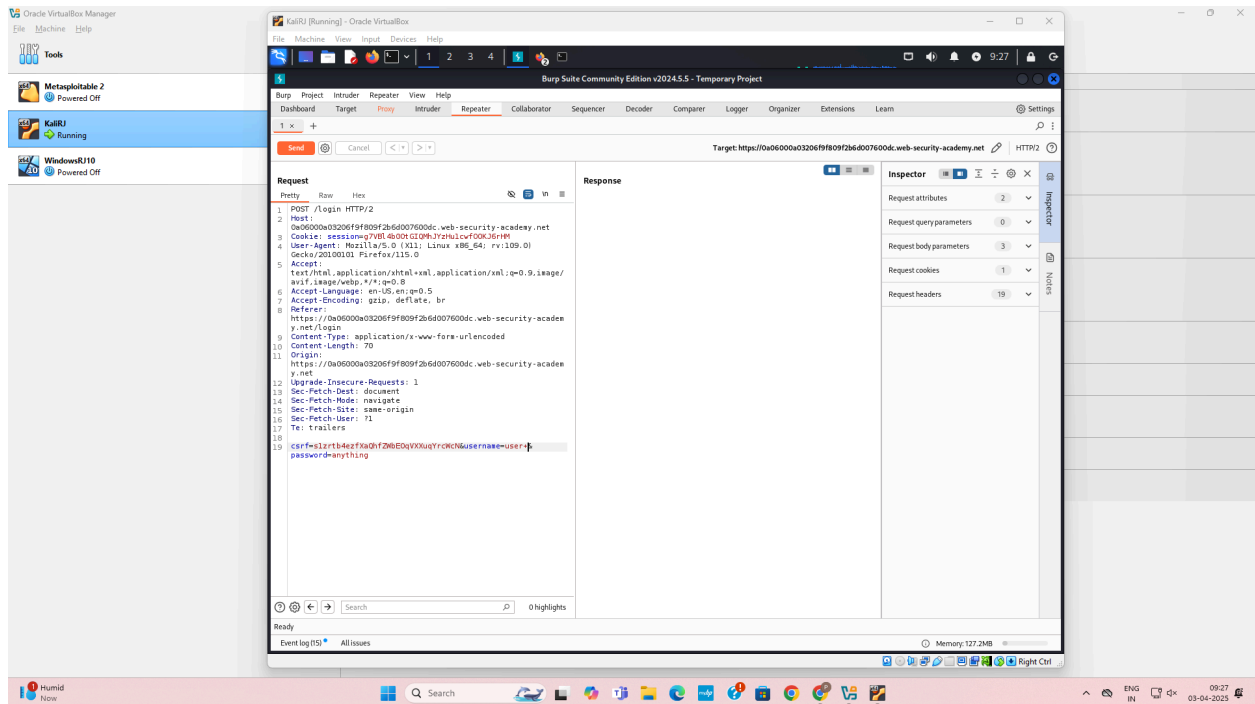 Oracle VirtualBox Manager
File Machine Help
Tools
Metasploitable 2
Powered Off
KaliRJ
Running
WindowsRJ10
Powered Off
KaliRJ [Running] - Oracle VirtualBox
File Machine View Input Devices Help
1 2 3 4
9:27
Burp Suite Community Edition v2024.5.5 - Temporary Project
Burp Project Intruder Repeater View Help
Dashboard Target Proxy Intruder Repeater Collaborator Sequencer Decoder Comparer Logger Organizer Extensions Learn
Settings
1 × +
Send Cancel < >
Target: https://0a06000a03206f9f809f2b6d007600dc.web-security-academy.net HTTP/2
Request
Pretty Raw Hex
\n
1 POST /login HTTP/2
2 Host:
0a06000a03206f9f809f2b6d007600dc.web-security-academy.net
3 Cookie: session=g7VBl4b0OtGIQMhJYzHu1cwfOOKJ6rHM
4 User-Agent: Mozilla/5.0 (X11; Linux x86_64; rv:109.0)
Gecko/20100101 Firefox/115.0
5 Accept:
text/html,application/xhtml+xml,application/xml;q=0.9,image/
avif,image/webp,*/*;q=0.8
6 Accept-Language: en-US,en;q=0.5
7 Accept-Encoding: gzip, deflate, br
8 Referer:
https://0a06000a03206f9f809f2b6d007600dc.web-security-academ
y.net/login
9 Content-Type: application/x-www-form-urlencoded
10 Content-Length: 70
11 Origin:
https://0a06000a03206f9f809f2b6d007600dc.web-security-academ
y.net
12 Upgrade-Insecure-Requests: 1
13 Sec-Fetch-Dest: document
14 Sec-Fetch-Mode: navigate
15 Sec-Fetch-Site: same-origin
16 Sec-Fetch-User: ?1
17 Te: trailers
18
19 csrf=s1zrtb4ezfXaQhfZWbEOqVXXuqYrcWcN&username=user+&
password=anything
Search
0 highlights
Response
Inspector
Request attributes 2
Request query parameters 0
Request body parameters 3
Request cookies 1
Request headers 19
Inspector
Notes
Ready
Event log (15) All issues
Memory: 127.2MB
Right Ctrl
1
Humid
Now
Search
ENG
IN
09:27
03-04-2025